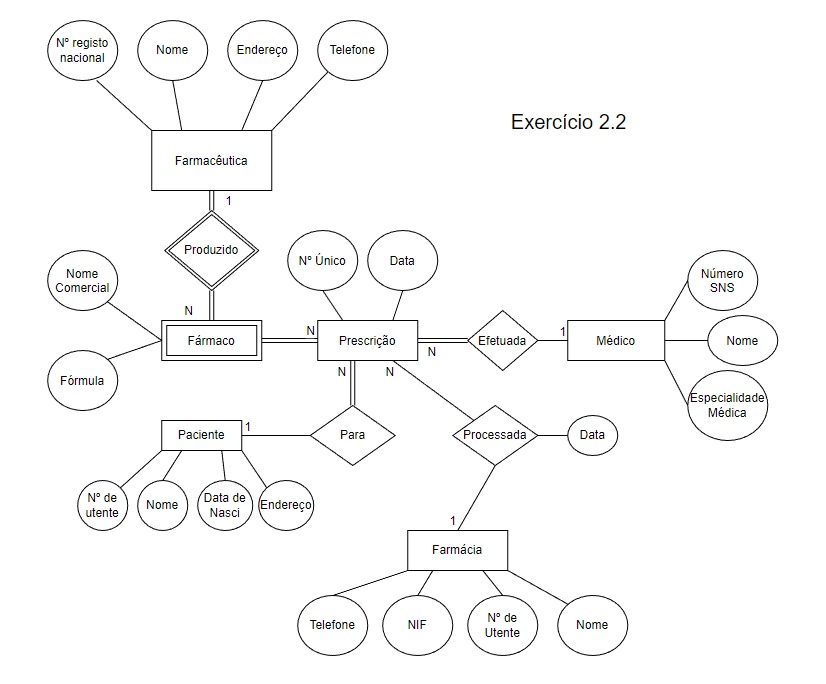 Nº registo
nacional
Nome
Endereço
Telefone
Exercício 2.2
Farmacêutica
1
Produzido
Nº Único
Data
Nome
Comercial
Número
SNS
N
Fármaco
N
Prescrição
N
Efetuada
1
Médico
Nome
Fórmula
N
N
Especialidade
Médica
Paciente
1
Para
Processada
Data
Nº de
utente
Nome
Data de
Nasci
Endereço
1
Farmácia
Telefone
NIF
Nº de
Utente
Nome